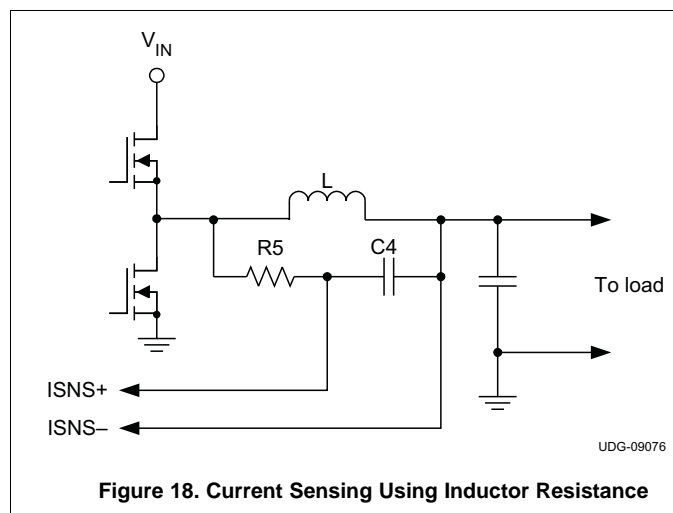 V_IN
L
R5
C4
To load
ISNS+
ISNS–
UDG-09076
Figure 18. Current Sensing Using Inductor Resistance